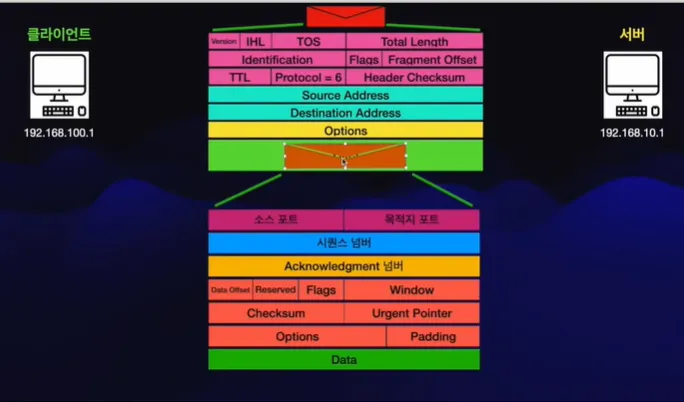 클라이언트
서버
Version IHL TOS Total Length
Identification Flags Fragment Offset
TTL Protocol = 6 Header Checksum
Source Address
Destination Address
Options
192.168.100.1
192.168.10.1
소스 포트 목적지 포트
시퀀스 넘버
Acknowledgment 넘버
Data Offset Reserved Flags Window
Checksum Urgent Pointer
Options Padding
Data